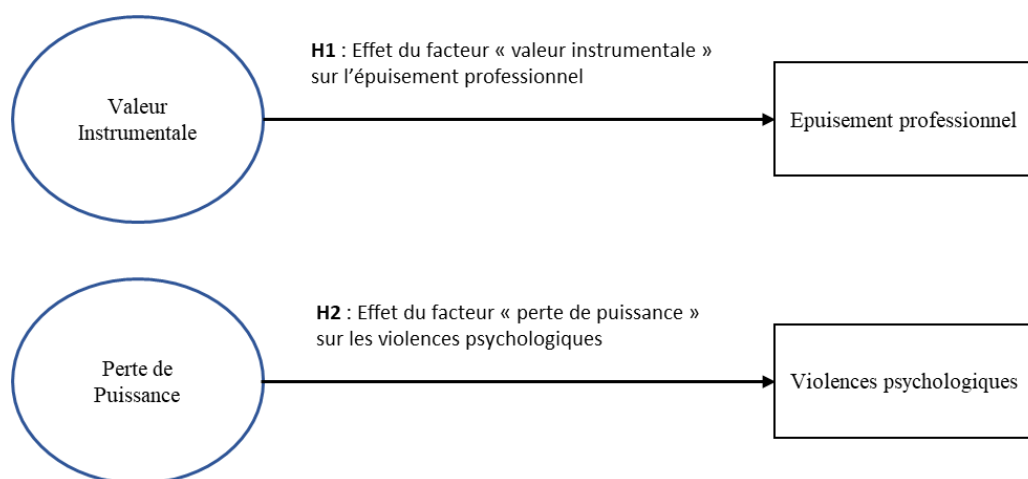 H1 : Effet du facteur « valeur instrumentale »
sur l’épuisement professionnel
Valeur
Instrumentale
Epuisement professionnel
H2 : Effet du facteur « perte de puissance »
sur les violences psychologiques
Perte de
Puissance
Violences psychologiques